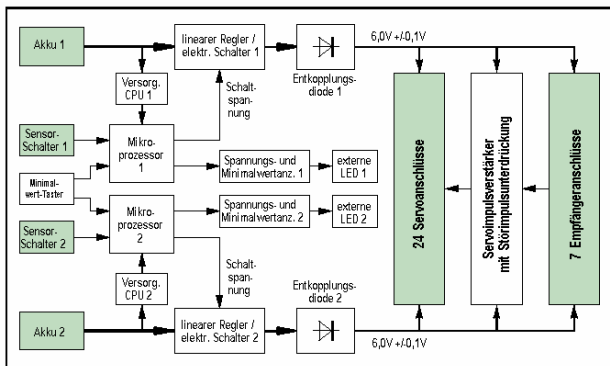 Akku 1
linearer Regler /
elektr. Schalter 1
6,0V +/-0,1V
Versorg.
CPU 1
Schalt-
spannung
Entkopplungs-
diode 1
Sensor-
Schalter 1
Mikro-
prozessor
1
Spannungs- und
Minimalwertanz. 1
externe
LED 1
Minimal-
wert-Taster
Mikro-
prozessor
2
Spannungs- und
Minimalwertanz. 2
externe
LED 2
Sensor-
Schalter 2
Versorg.
CPU 2
Schalt-
spannung
Entkopplungs-
diode 2
Akku 2
linearer Regler /
elektr. Schalter 2
6,0V +/-0,1V
24 Servoanschlüsse
Servoimpulsverstärker
mit Störimpulsunterdrückung
7 Empfängeranschlüsse